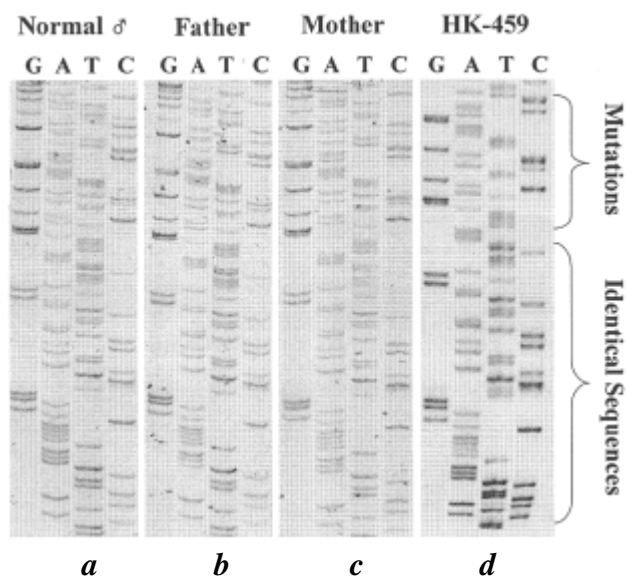 Normal ♂ Father Mother HK-459
G A T C G A T C G A T C G A T C
Mutations
Identical Sequences
a b c d